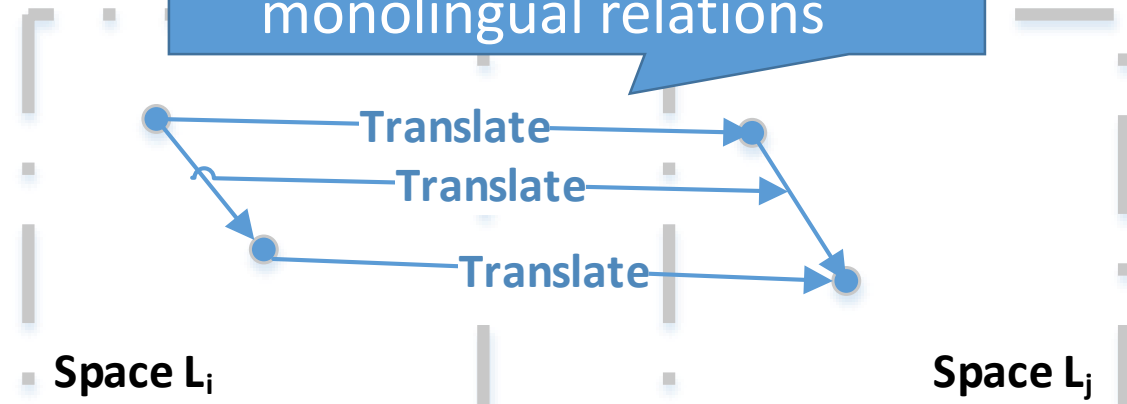 monolingual relations
Translate
Translate
Translate
Space Lᵢ
Space Lⱼ